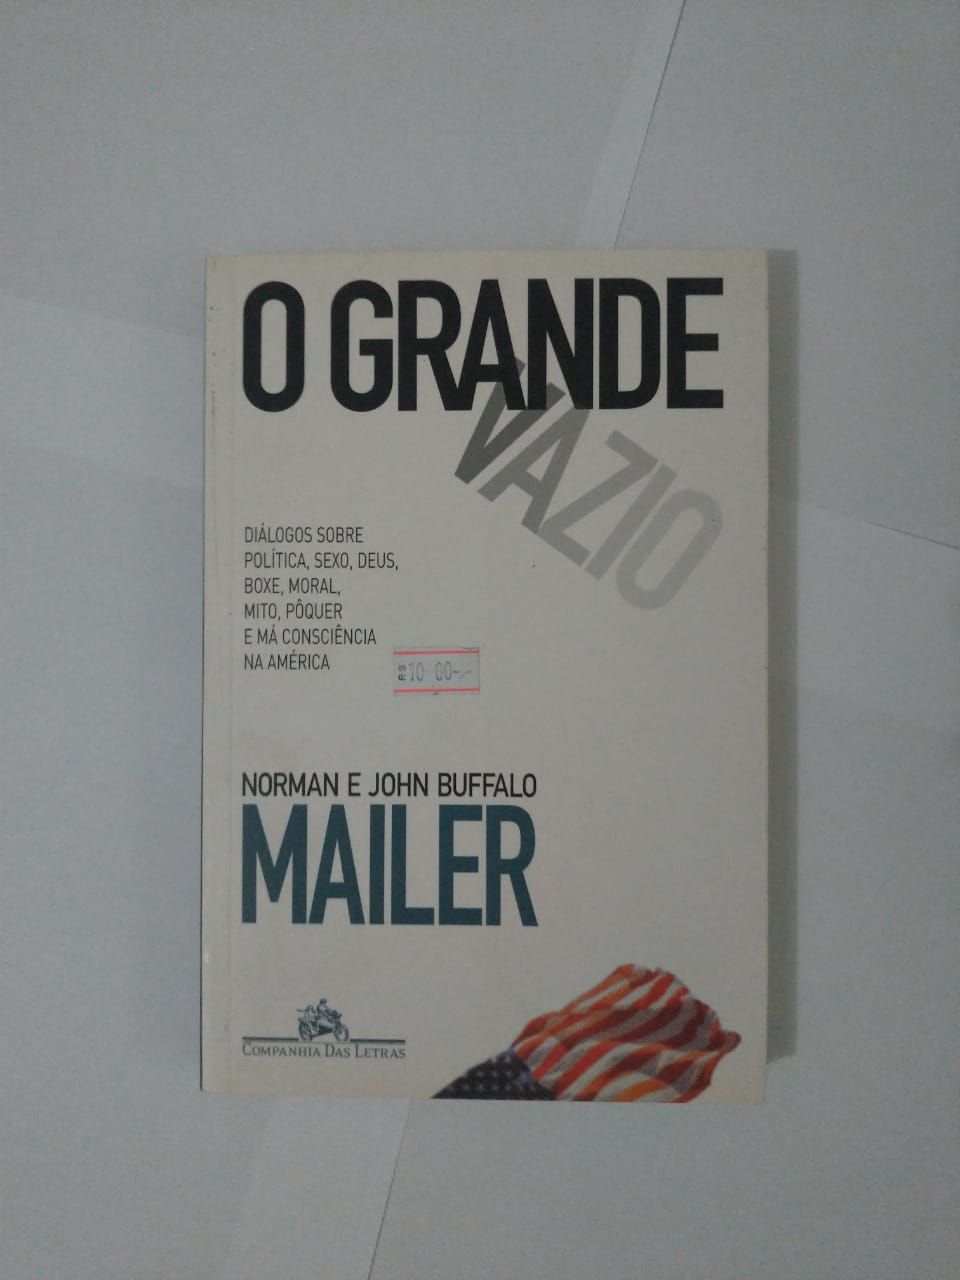 O GRANDE
VAZIO
DIÁLOGOS SOBRE
POLÍTICA, SEXO, DEUS,
BOXE, MORAL,
MITO, PÔQUER
E MÁ CONSCIÊNCIA
NA AMÉRICA
R$ 10 00-.-
NORMAN E JOHN BUFFALO
MAILER
COMPANHIA DAS LETRAS